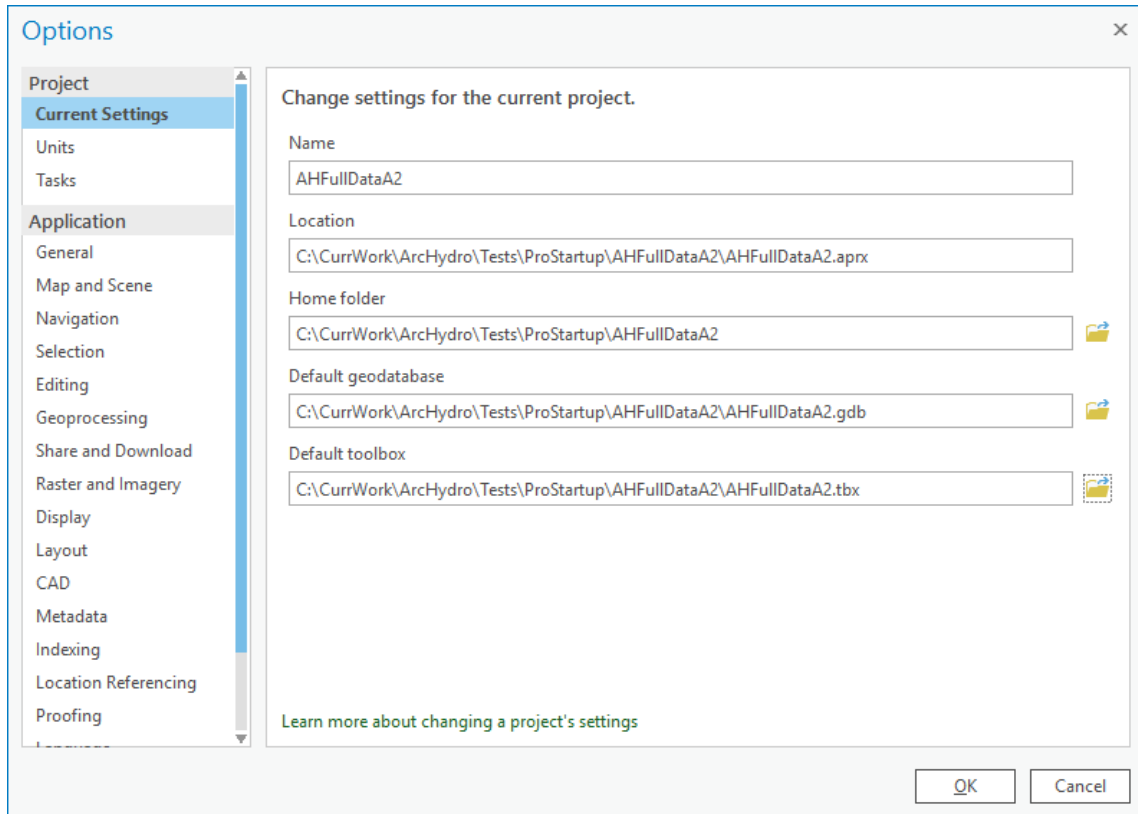 Options
Project
Current Settings
Units
Tasks
Application
General
Map and Scene
Navigation
Selection
Editing
Geoprocessing
Share and Download
Raster and Imagery
Display
Layout
CAD
Metadata
Indexing
Location Referencing
Proofing
Change settings for the current project.
Name
AHFullDataA2
Location
C:\CurrWork\ArcHydro\Tests\ProStartup\AHFullDataA2\AHFullDataA2.aprx
Home folder
C:\CurrWork\ArcHydro\Tests\ProStartup\AHFullDataA2
Default geodatabase
C:\CurrWork\ArcHydro\Tests\ProStartup\AHFullDataA2\AHFullDataA2.gdb
Default toolbox
C:\CurrWork\ArcHydro\Tests\ProStartup\AHFullDataA2\AHFullDataA2.tbx
Learn more about changing a project's settings
OK
Cancel